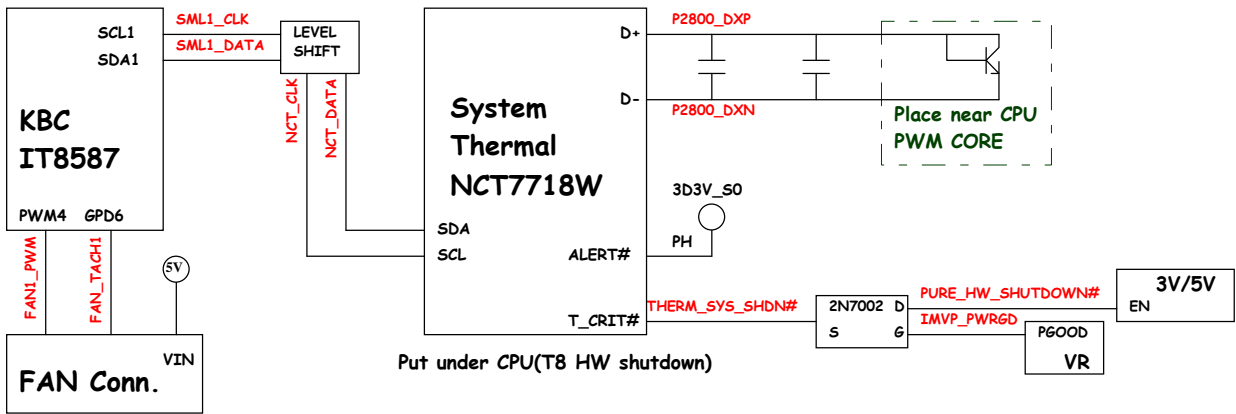 SML1_CLK
SCL1
SML1_DATA
SDA1
LEVEL
SHIFT
KBC
IT8587
NCT_CLK
NCT_DATA
PWM4
GPD6
FAN1_PWM
FAN_TACH1
5V
VIN
FAN Conn.
System
Thermal
NCT7718W
D+
D-
SDA
SCL
ALERT#
T_CRIT#
P2800_DXP
P2800_DXN
Place near CPU
PWM CORE
3D3V_S0
PH
THERM_SYS_SHDN#
2N7002
D
S
G
PURE_HW_SHUTDOWN#
IMVP_PWRGD
3V/5V
EN
PGOOD
VR
Put under CPU(T8 HW shutdown)